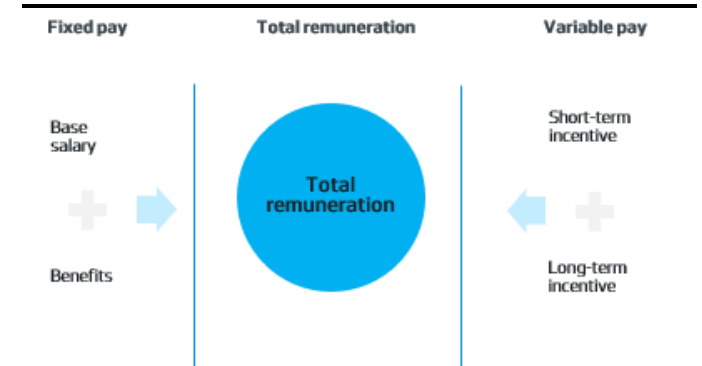 Fixed pay
Total remuneration
Variable pay
Base
salary
Benefits
Total
remuneration
Short-term
incentive
Long-term
incentive